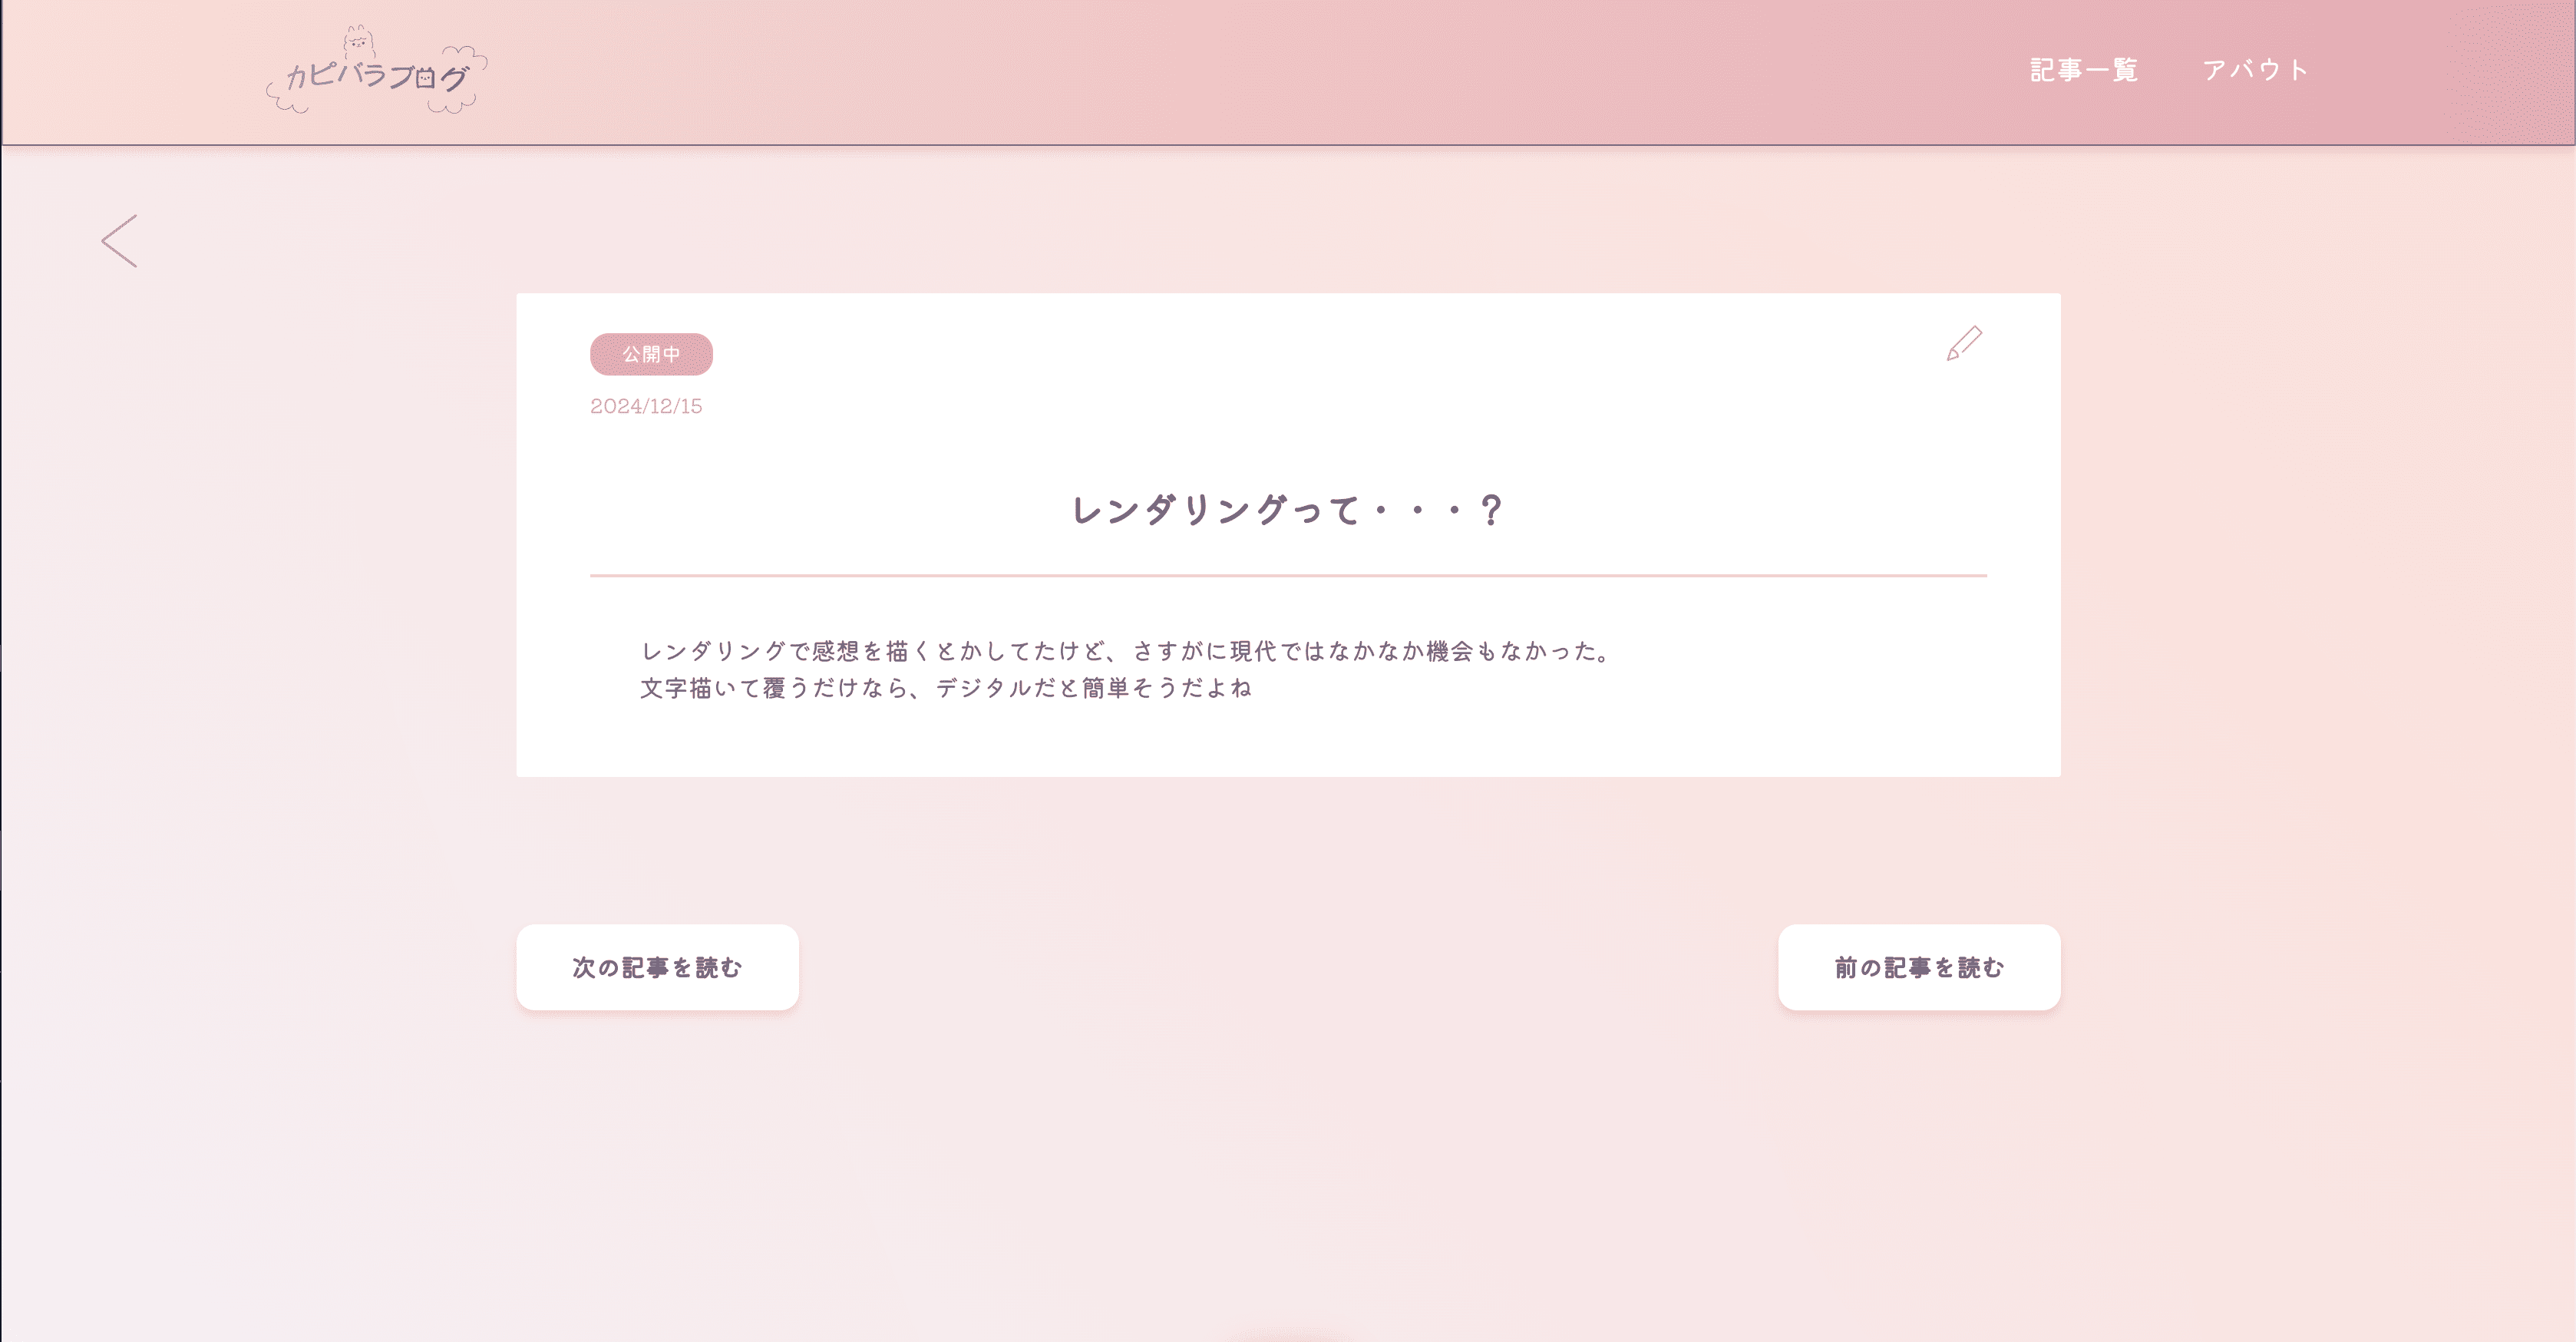 カピバラブログ
記事一覧
アバウト
公開中
2024/12/15
レンダリングって・・・？
レンダリングで感想を描くとかしてたけど、さすがに現代ではなかなか機会もなかった。
文字描いて覆うだけなら、デジタルだと簡単そうだよね
次の記事を読む
前の記事を読む